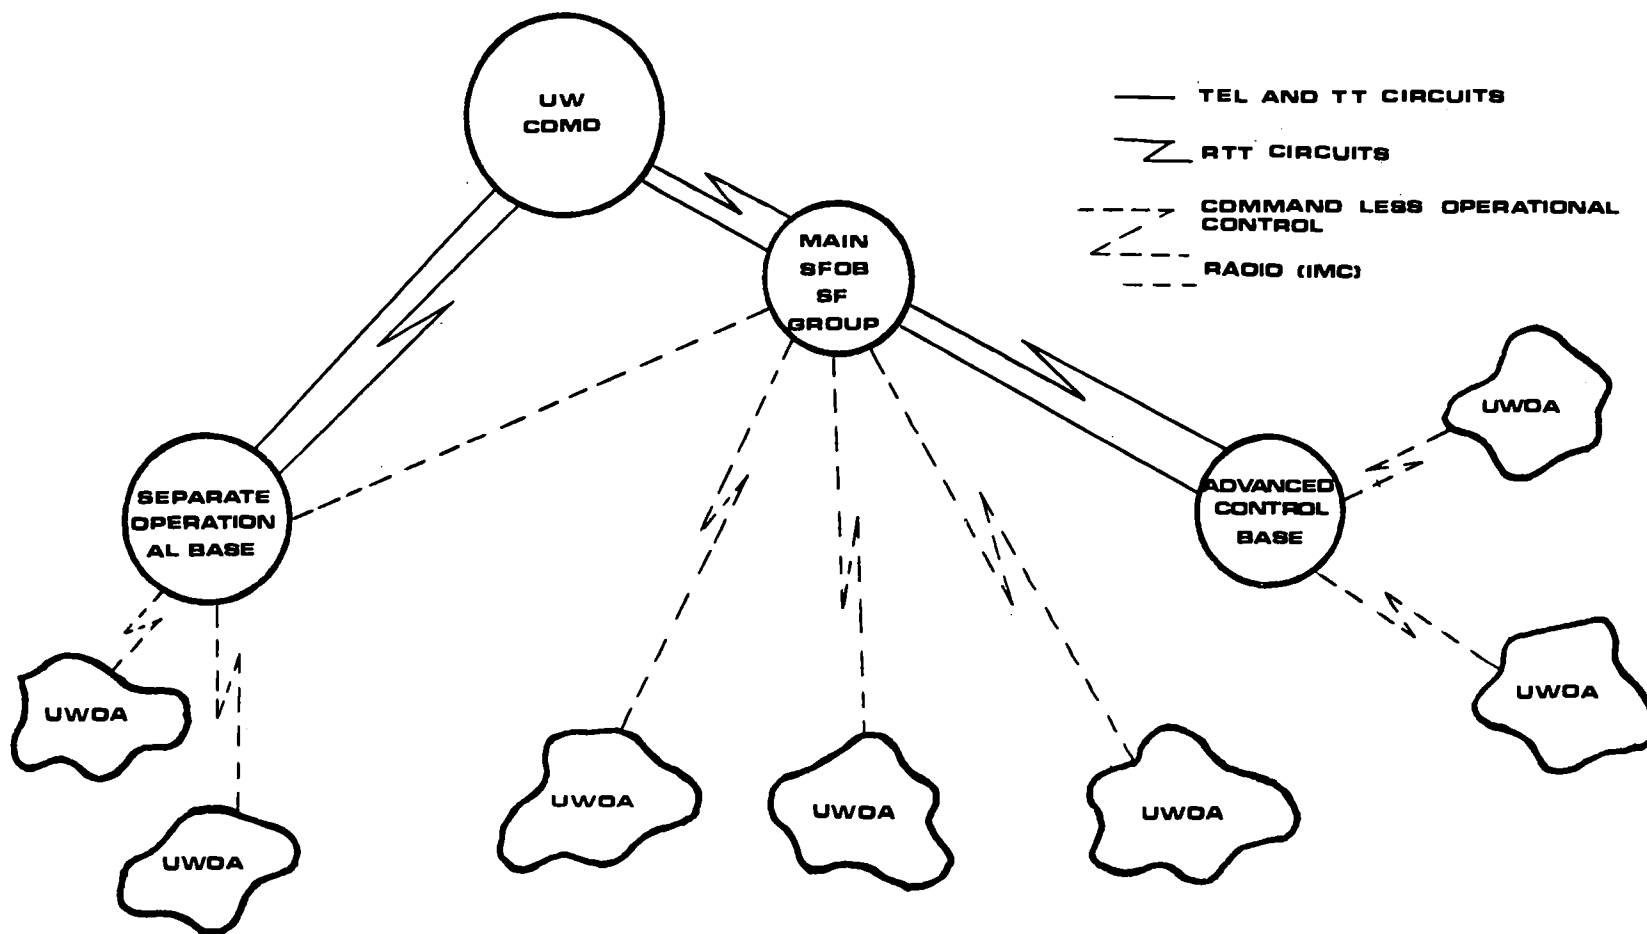 UW
COMD
TEL AND TT CIRCUITS
RTT CIRCUITS
COMMAND LESS OPERATIONAL
CONTROL
RADIO (IMC)
MAIN
SFOB
SF
GROUP
UWOA
SEPARATE
OPERATION
AL BASE
ADVANCED
CONTROL
BASE
UWOA
UWOA
UWOA
UWOA
UWOA
UWOA